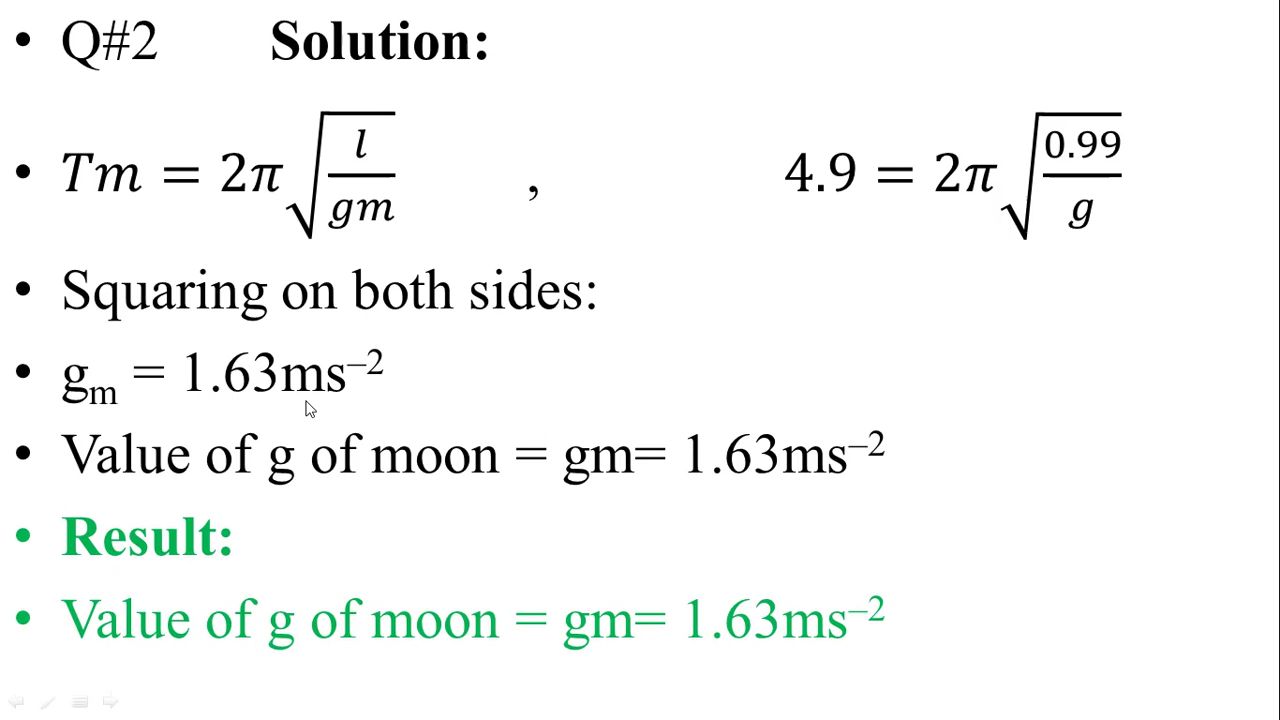 • Q#2 Solution:
• Tm = 2π√(l/gm) , 4.9 = 2π√(0.99/g)
• Squaring on both sides:
• gₘ = 1.63ms⁻²
• Value of g of moon = gm= 1.63ms⁻²
• Result:
• Value of g of moon = gm= 1.63ms⁻²